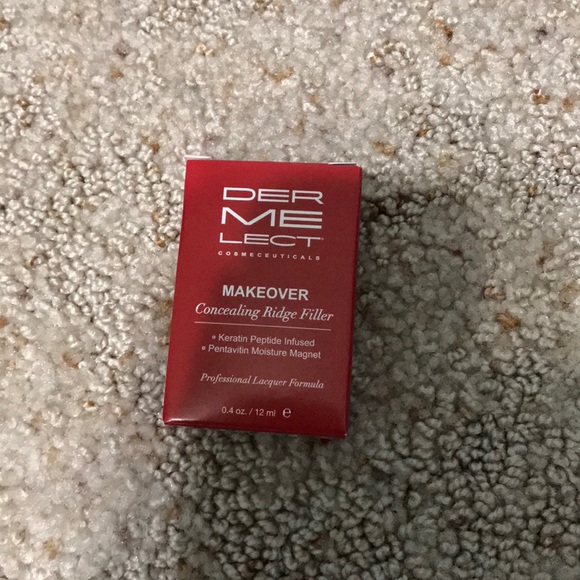 DER
ME
LECT
COSMECEUTICALS
MAKEOVER
Concealing Ridge Filler
Keratin Peptide Infused
Pentavitin Moisture Magnet
Professional Lacquer Formula
0.4 oz. / 12 ml ℮